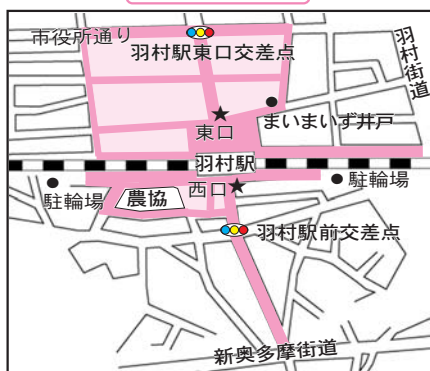 市役所通り
羽村駅東口交差点
羽村街道
まいまいず井戸
東口
羽村駅
駐輪場
駐輪場
農協
西口
羽村駅前交差点
新奥多摩街道